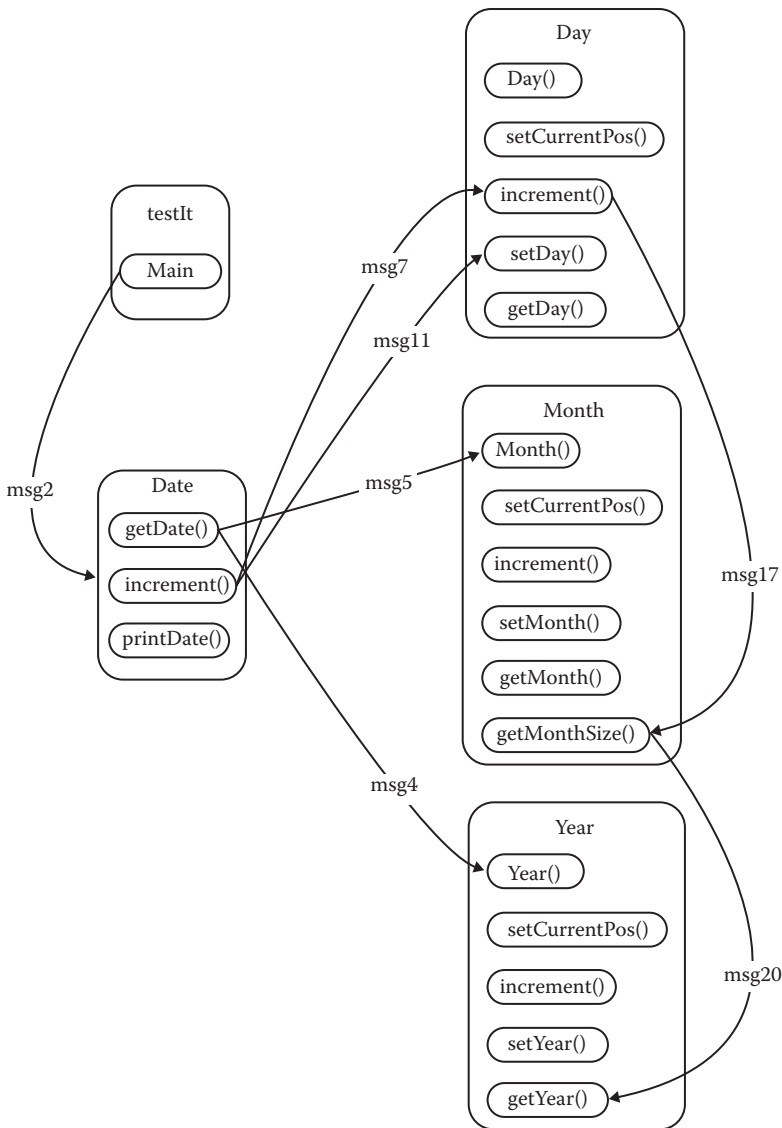 Day
Day()
setCurrentPos()
increment()
setDay()
getDay()
testIt
Main
msg7
msg11
msg2
Date
getDate()
increment()
printDate()
msg5
Month
Month()
setCurrentPos()
increment()
setMonth()
getMonth()
getMonthSize()
msg17
msg4
Year
Year()
setCurrentPos()
increment()
setYear()
getYear()
msg20